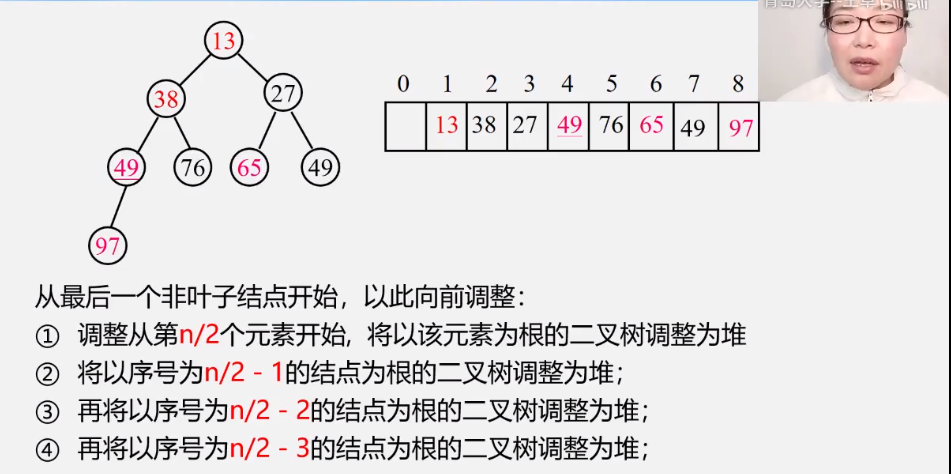 青岛大学-王卓
13
38
27
49
76
65
49
97
0 1 2 3 4 5 6 7 8
13 38 27 49 76 65 49 97
从最后一个非叶子结点开始，以此向前调整：
① 调整从第n/2个元素开始, 将以该元素为根的二叉树调整为堆
② 将以序号为n/2 - 1的结点为根的二叉树调整为堆；
③ 再将以序号为n/2 - 2的结点为根的二叉树调整为堆；
④ 再将以序号为n/2 - 3的结点为根的二叉树调整为堆；